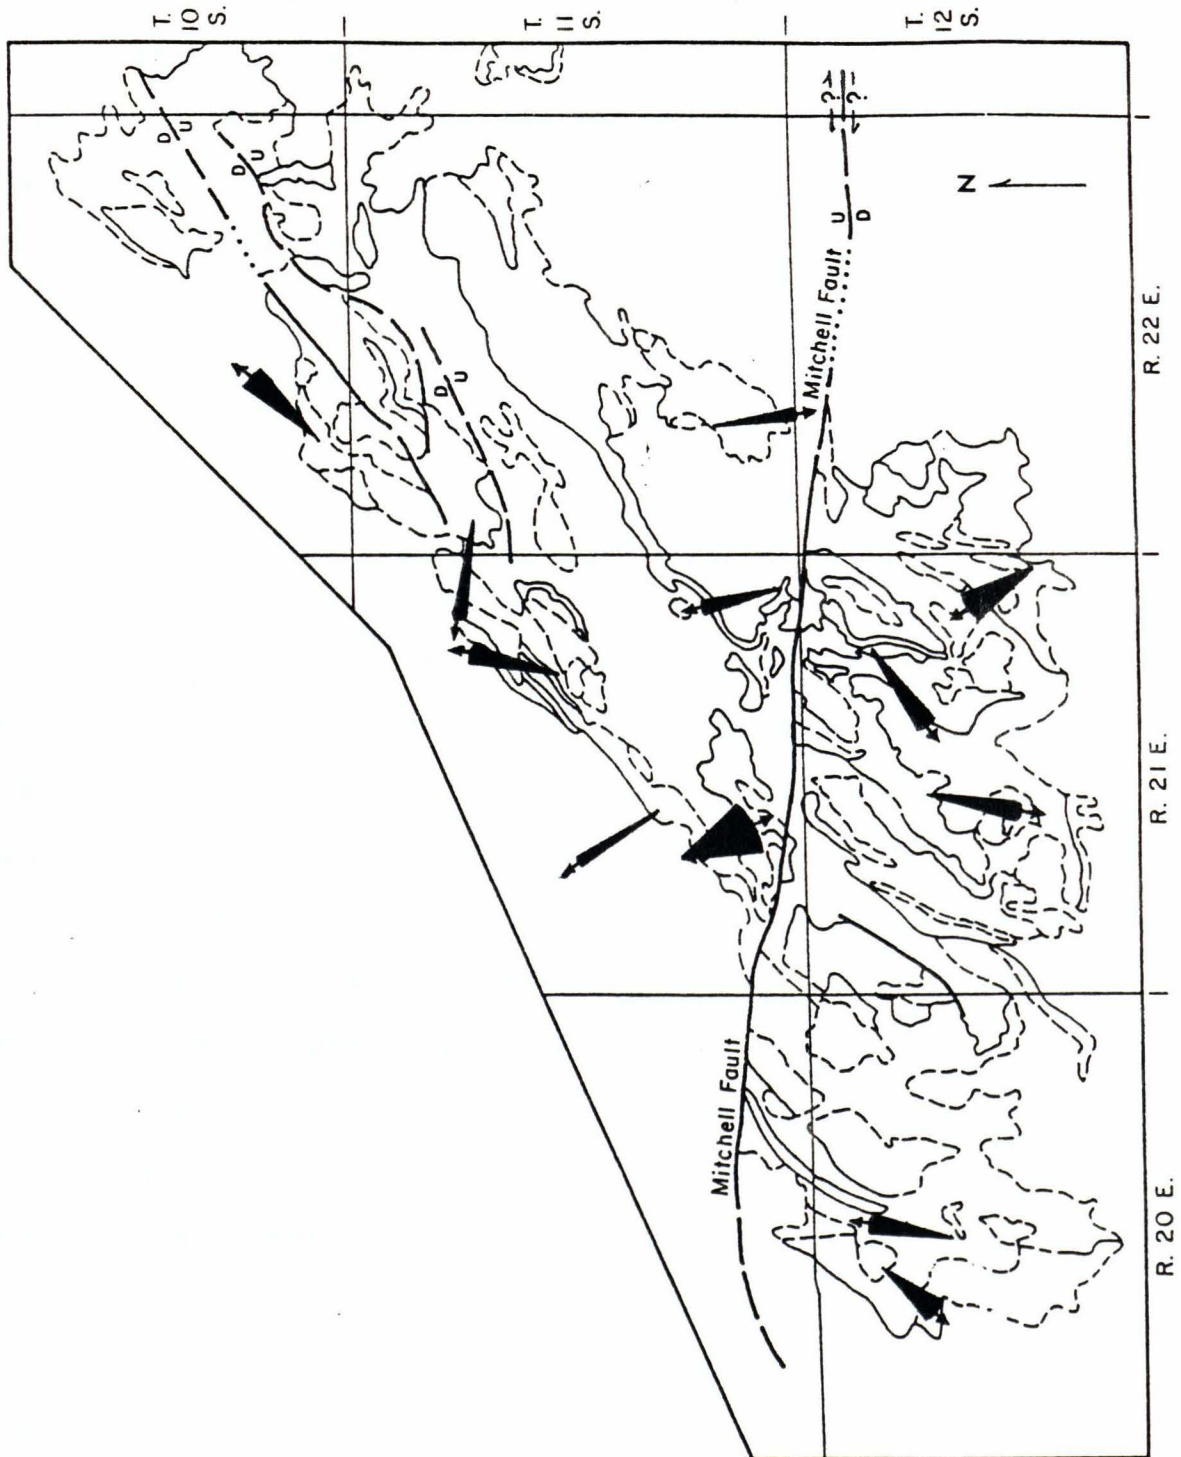 T.
10
S.
T.
11
S.
T.
12
S.
D
U
D
U
D
U
?
?
U
D
N
Mitchell Fault
R. 22 E.
Mitchell Fault
R. 21 E.
R. 20 E.